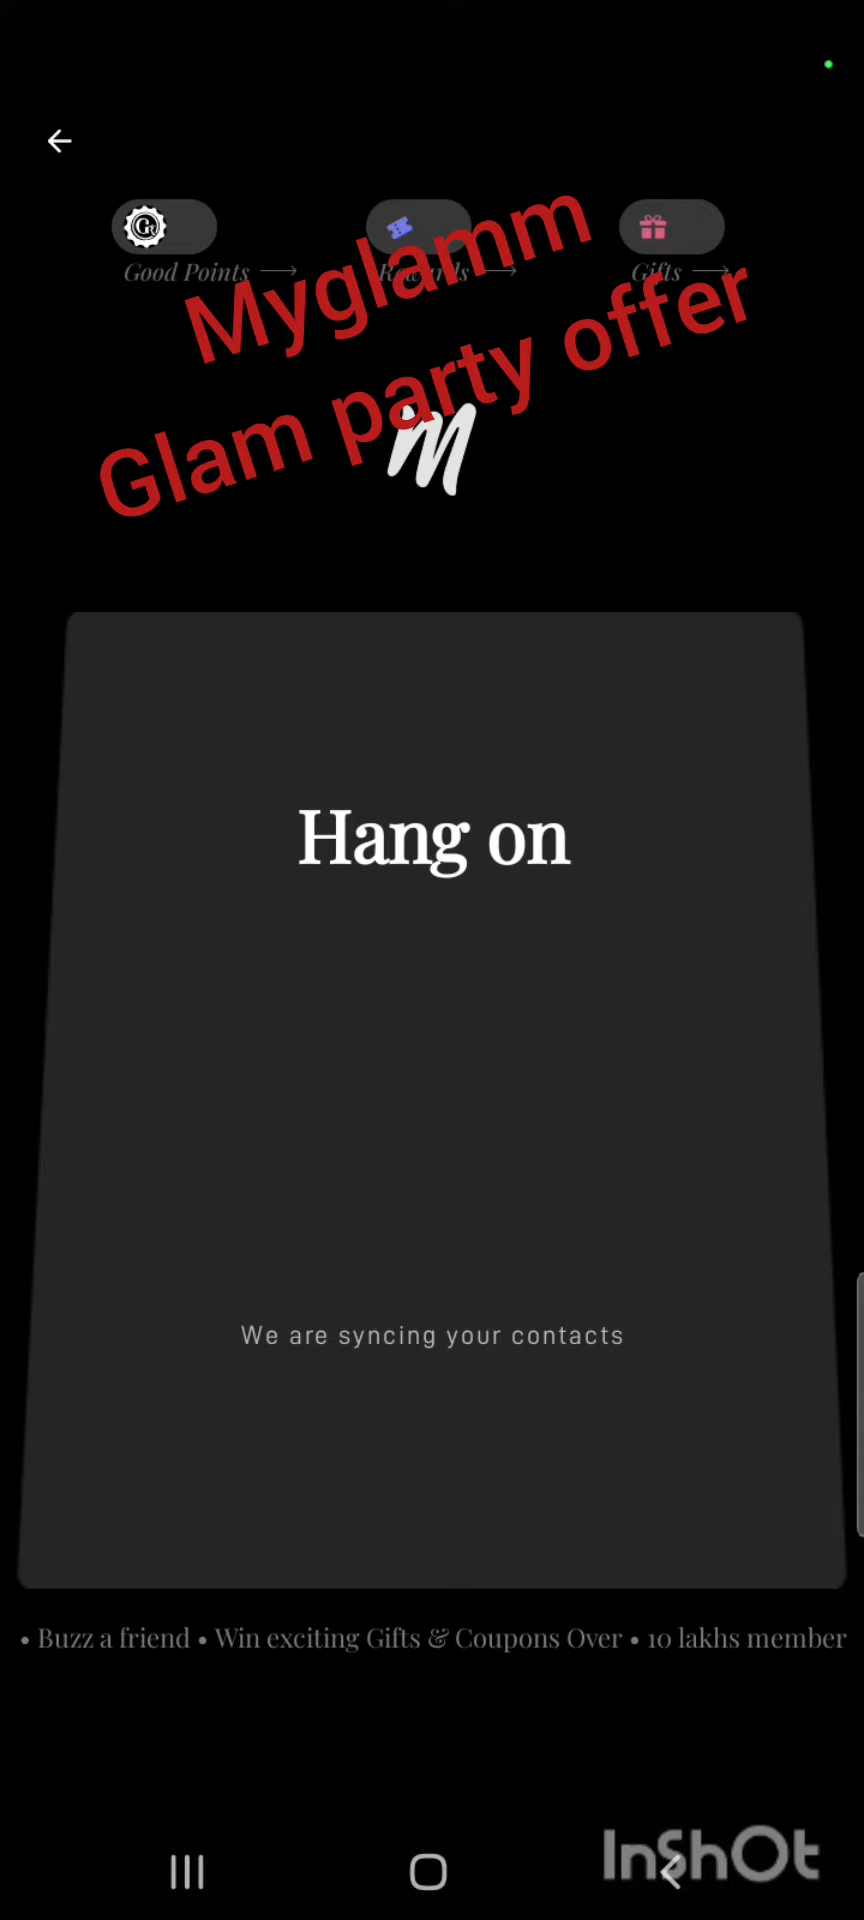 Good Points
Rewards
Gifts
Myglamm
Glam party offer
M
Hang on
We are syncing your contacts
• Buzz a friend • Win exciting Gifts & Coupons Over • 10 lakhs member
InShOt